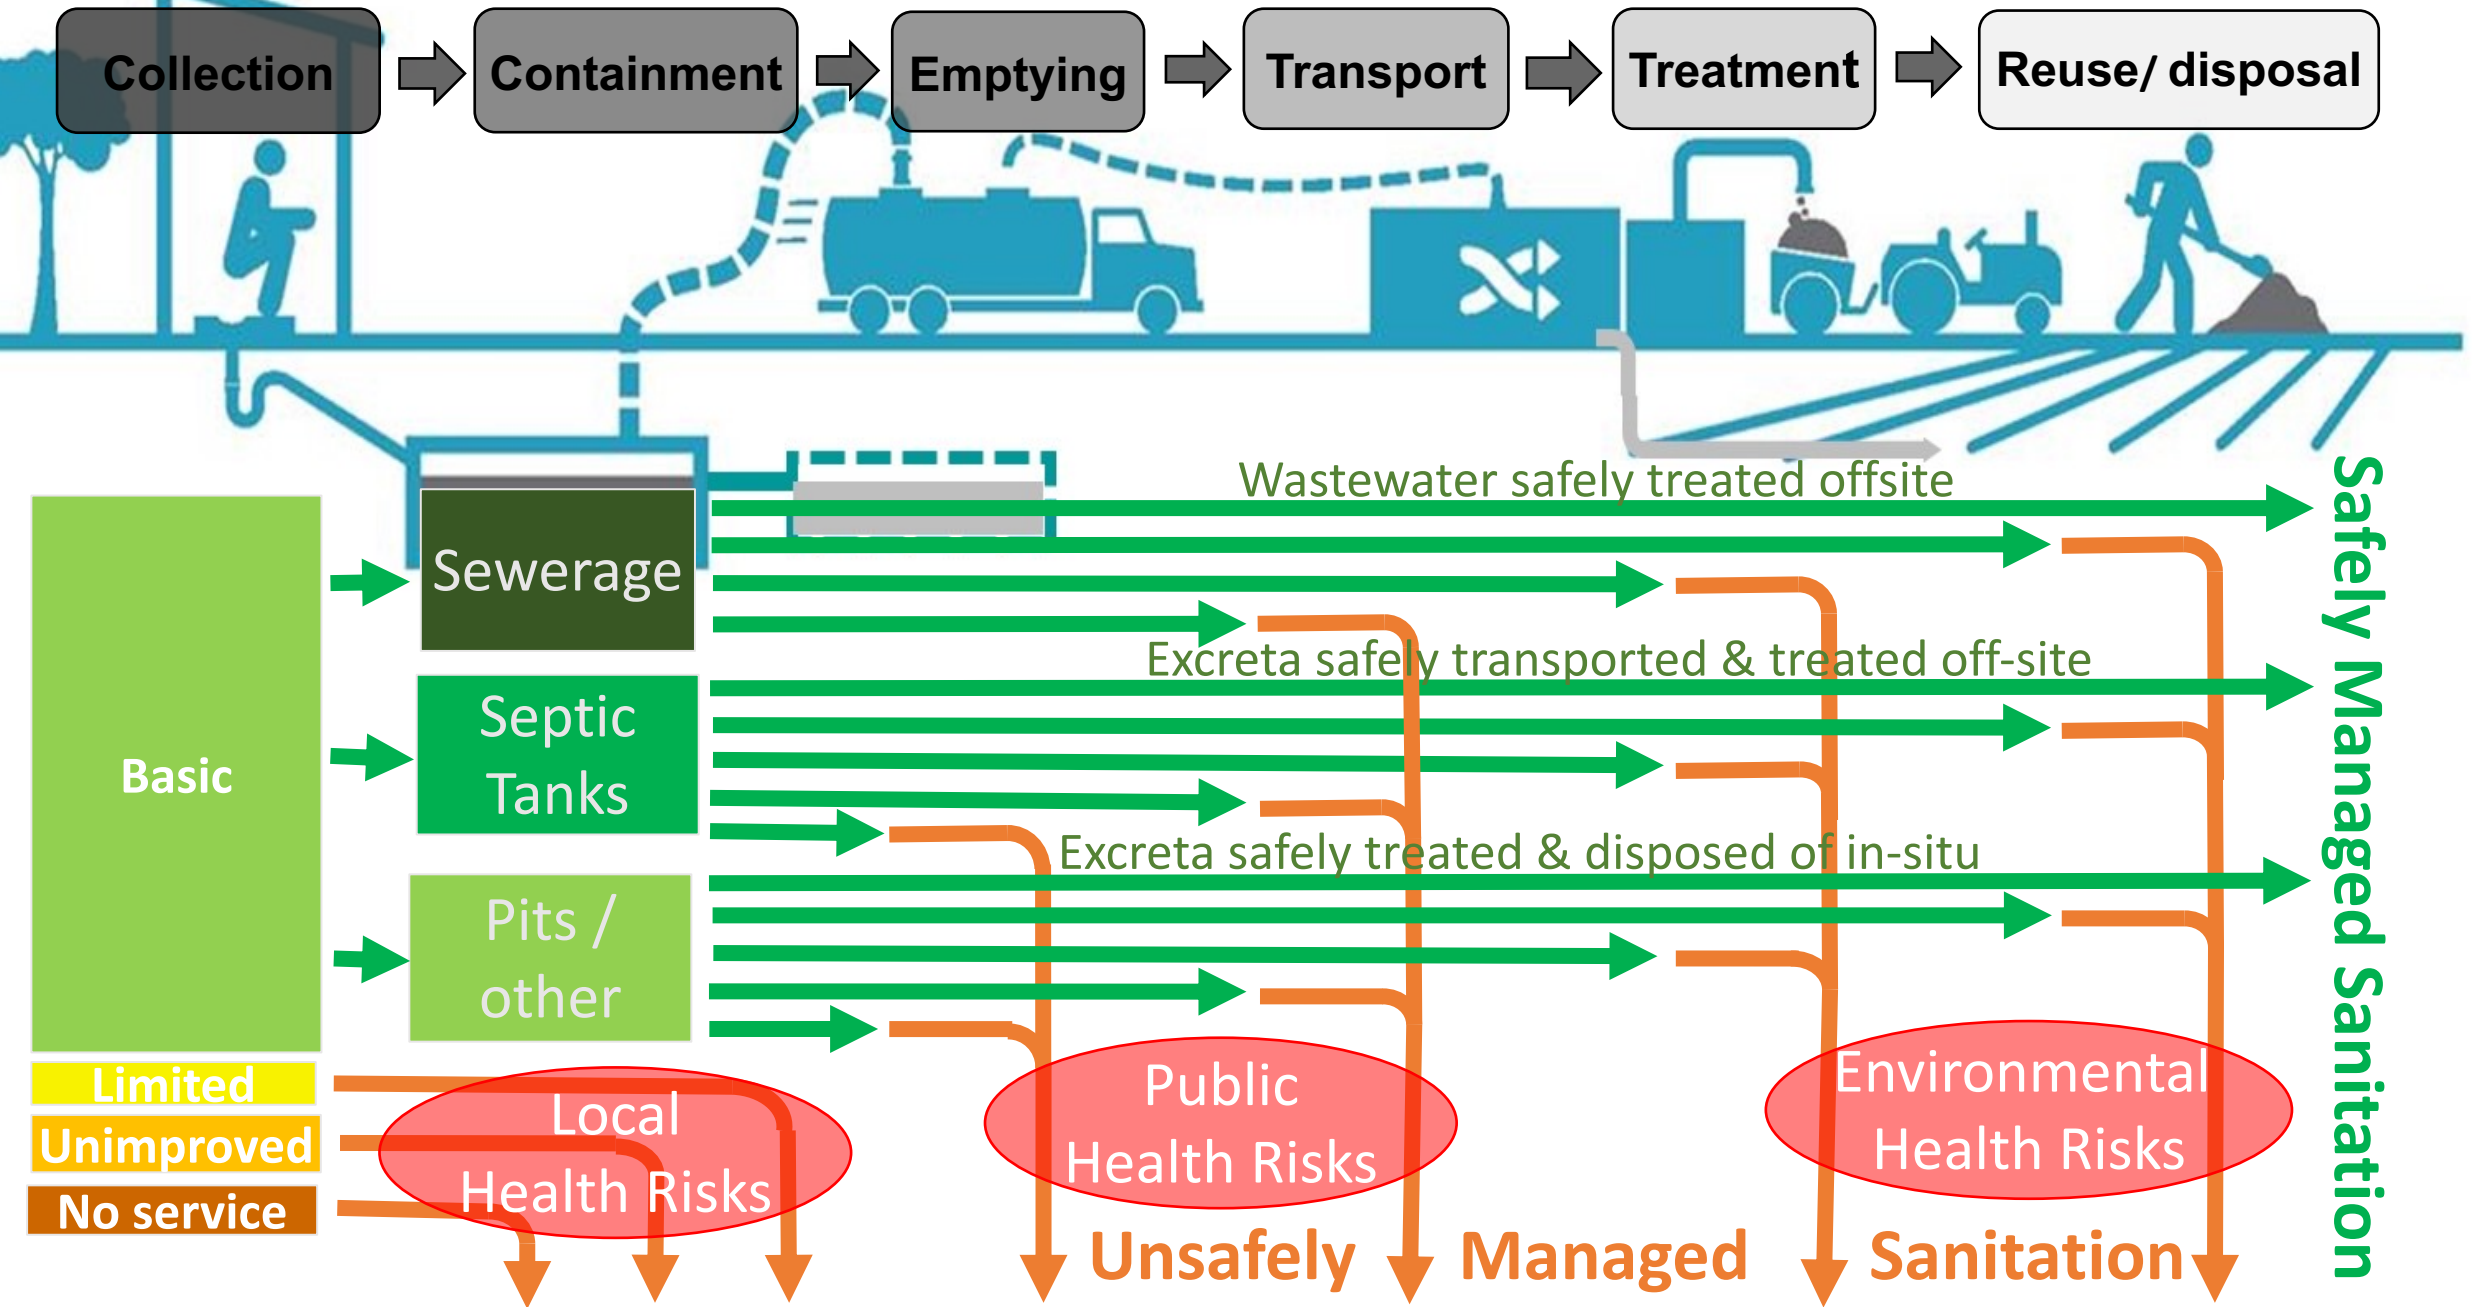 Collection
Containment
Emptying
Transport
Treatment
Reuse/ disposal
Wastewater safely treated offsite
Sewerage
Excreta safely transported & treated off-site
Septic
Tanks
Basic
Excreta safely treated & disposed of in-situ
Pits /
other
Safely Managed Sanitation
Limited
Unimproved
No service
Local
Health Risks
Public
Health Risks
Environmental
Health Risks
Unsafely Managed Sanitation